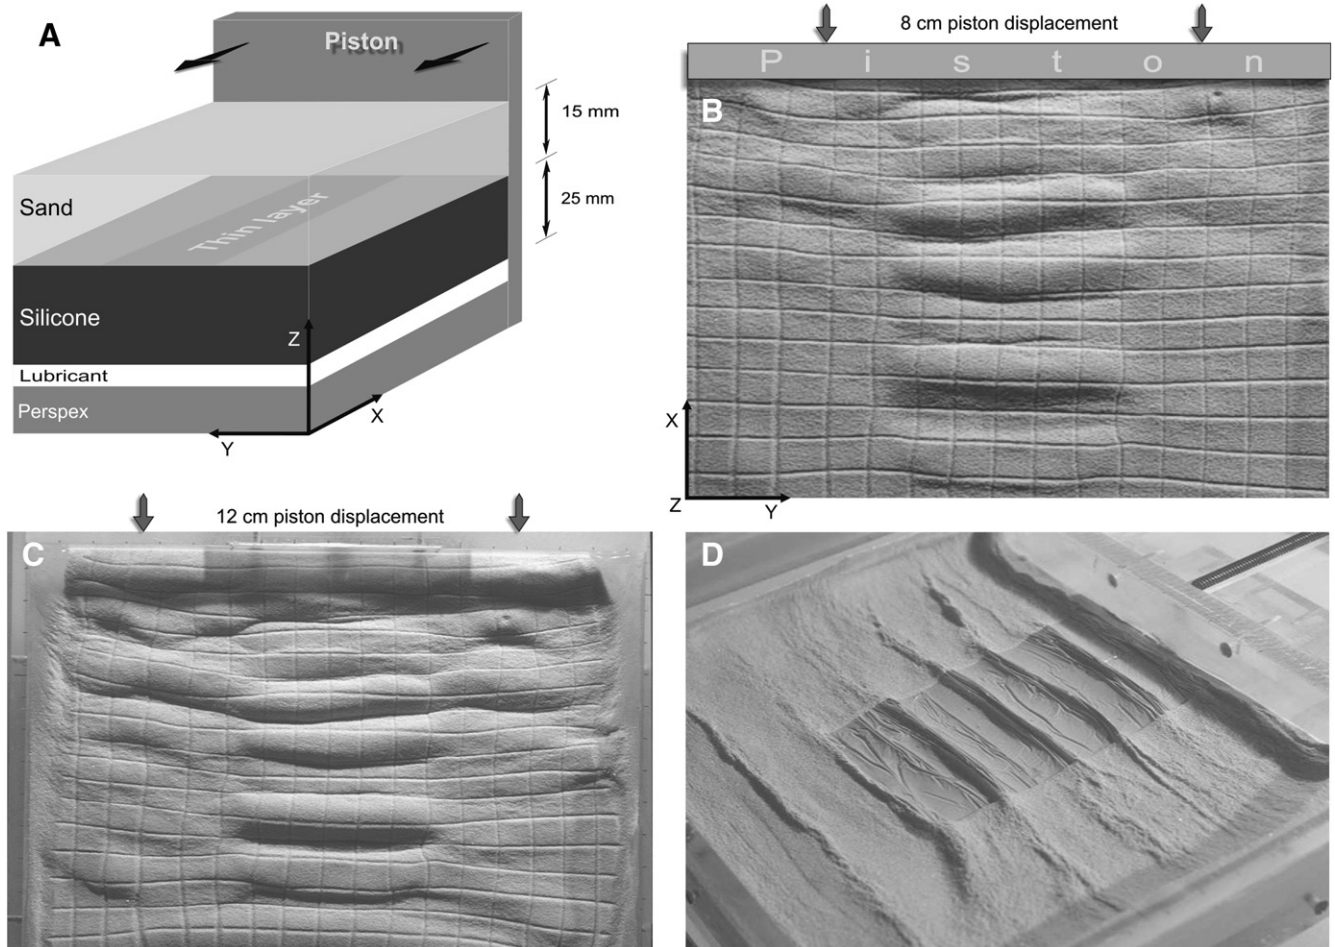 A
Piston
15 mm
25 mm
Sand
Thin layer
Silicone
Lubricant
Perspex
Z
X
Y
8 cm piston displacement
P i s t o n
B
X
Z
Y
12 cm piston displacement
C
D